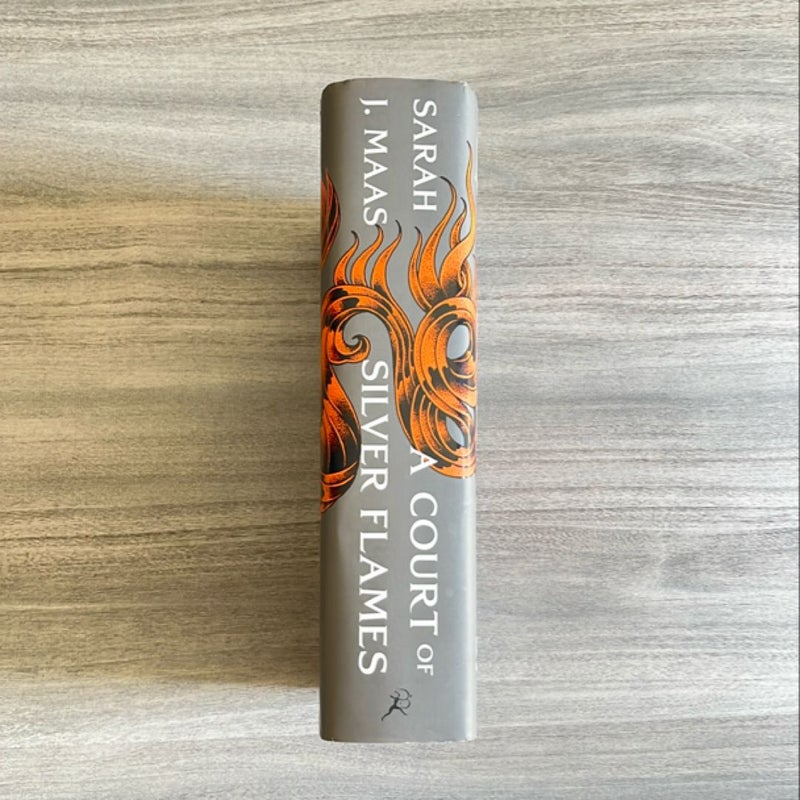 SARAH
J. MAAS
A COURT OF
SILVER FLAMES